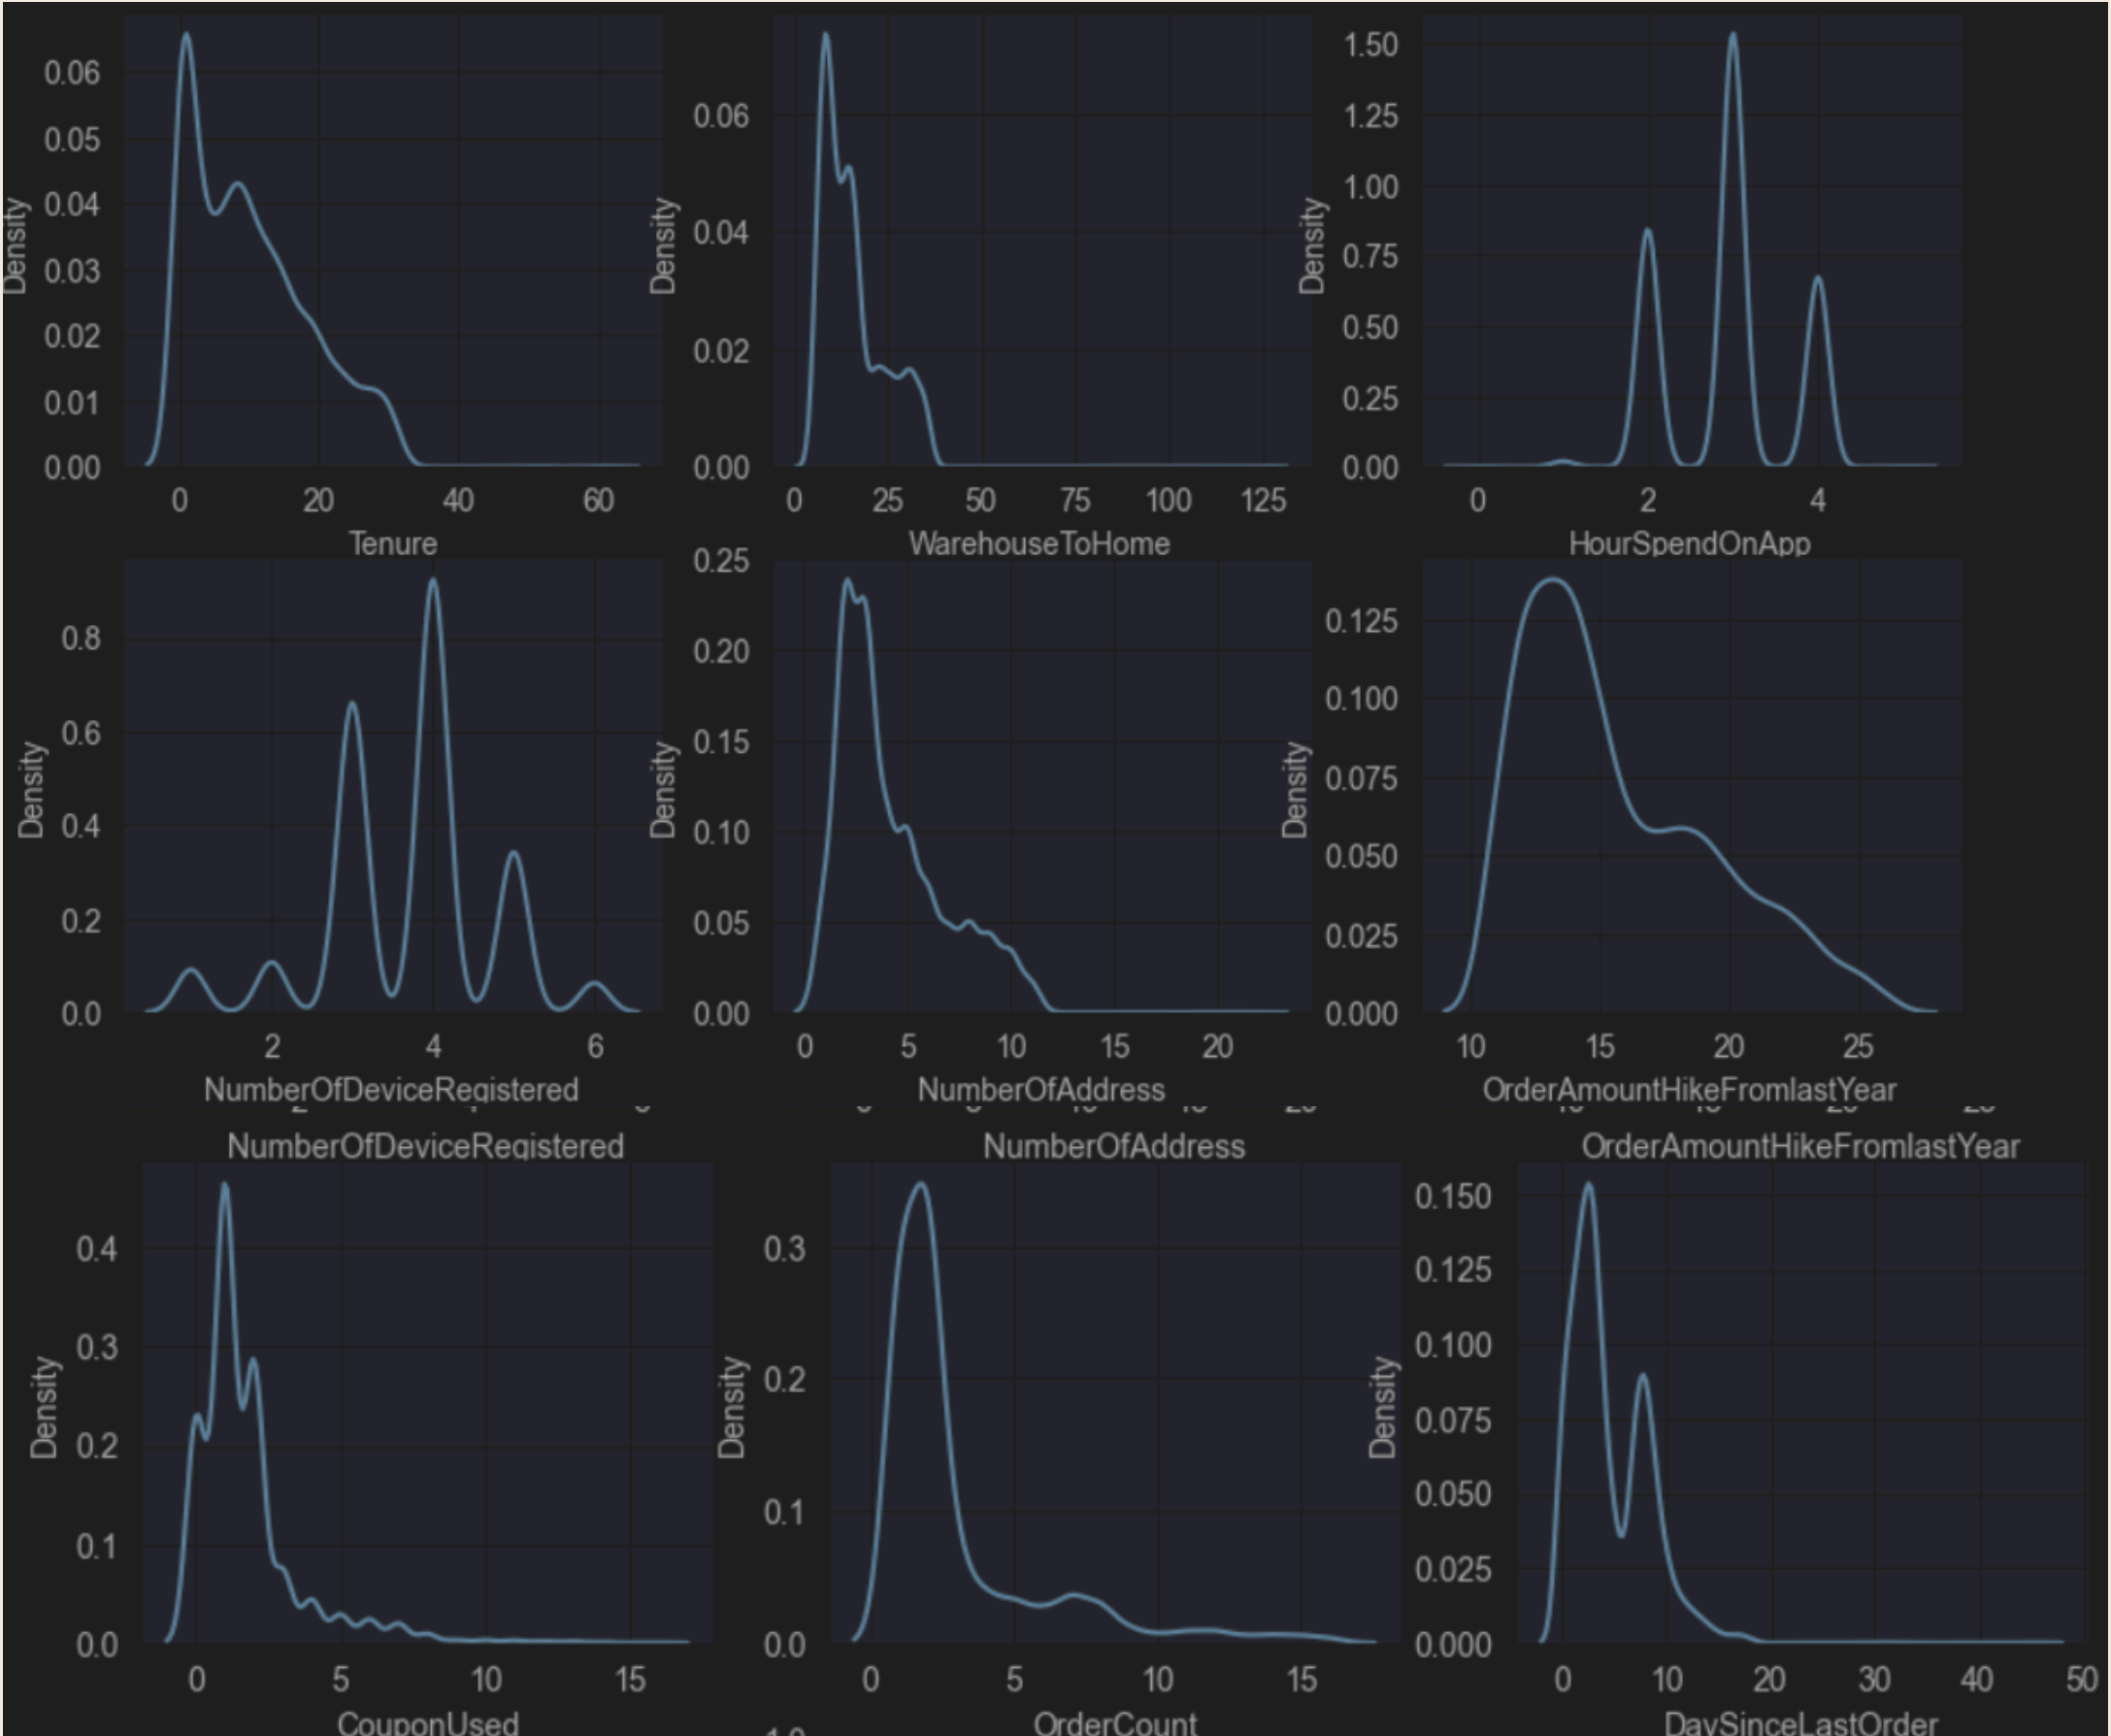 0.06
0.05
0.04
0.03
0.02
0.01
0.00
Density
0 20 40 60
Tenure
0.06
0.04
0.02
0.00
Density
0 25 50 75 100 125
WarehouseToHome
1.50
1.25
1.00
0.75
0.50
0.25
0.00
Density
0 2 4
HourSpendOnApp
0.8
0.6
0.4
0.2
0.0
Density
2 4 6
NumberOfDeviceRegistered
0.25
0.20
0.15
0.10
0.05
0.00
Density
0 5 10 15 20
NumberOfAddress
0.125
0.100
0.075
0.050
0.025
0.000
Density
10 15 20 25
OrderAmountHikeFromlastYear
NumberOfDeviceRegistered
NumberOfAddress
OrderAmountHikeFromlastYear
0.4
0.3
0.2
0.1
0.0
Density
0 5 10 15
CouponUsed
0.3
0.2
0.1
0.0
Density
0 5 10 15
OrderCount
0.150
0.125
0.100
0.075
0.050
0.025
0.000
Density
0 10 20 30 40 50
DaySinceLastOrder